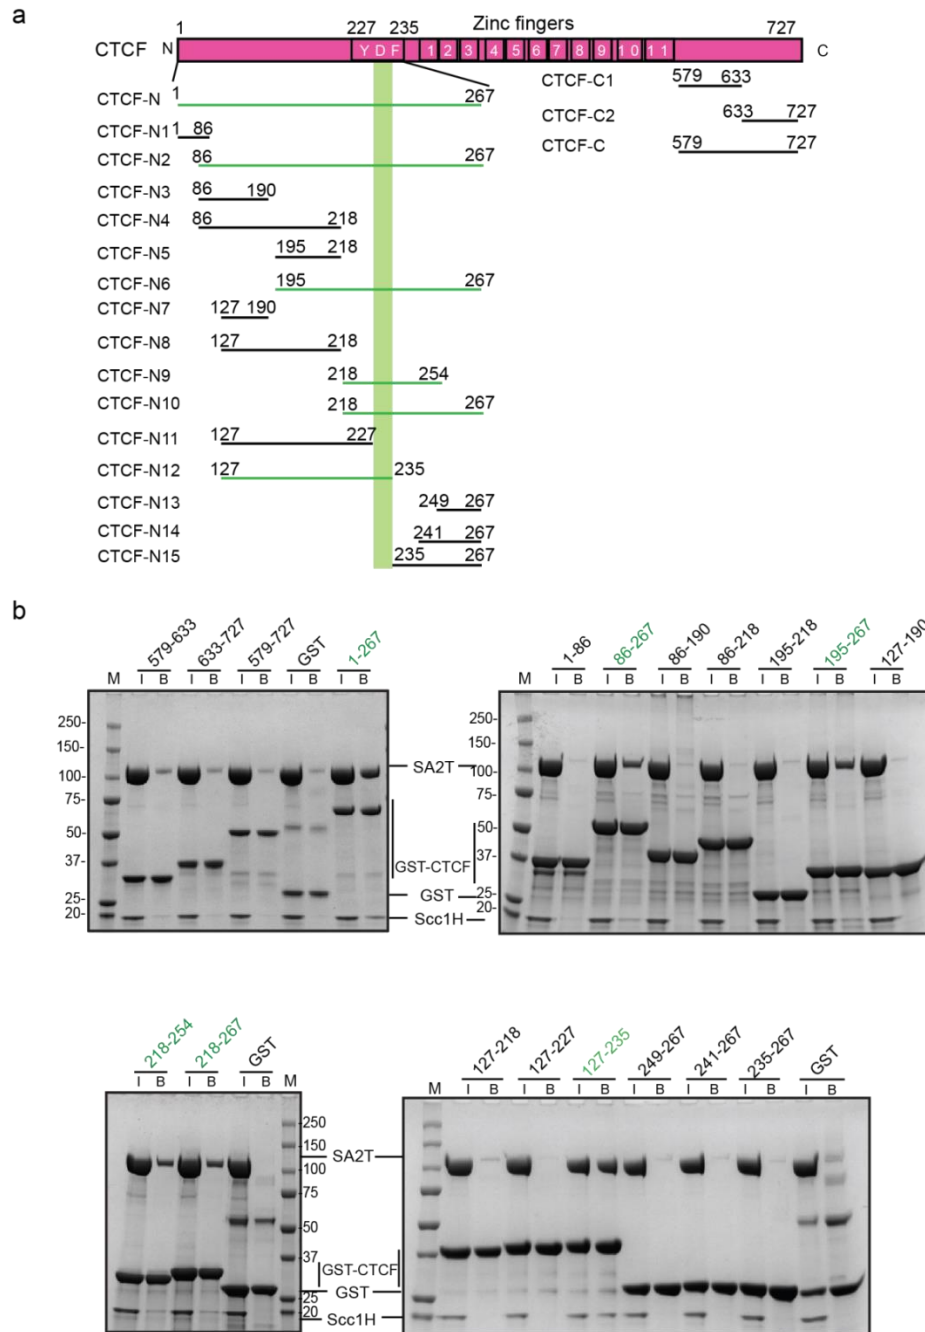 a
1 227 235 Zinc fingers 727
CTCF N Y D F 1 2 3 4 5 6 7 8 9 10 11 C
CTCF-N 1 267
CTCF-N1 1 86
CTCF-N2 86 267
CTCF-N3 86 190
CTCF-N4 86 218
CTCF-N5 195 218
CTCF-N6 195 267
CTCF-N7 127 190
CTCF-N8 127 218
CTCF-N9 218 254
CTCF-N10 218 267
CTCF-N11 127 227
CTCF-N12 127 235
CTCF-N13 249 267
CTCF-N14 241 267
CTCF-N15 235 267
CTCF-C1 579 633
CTCF-C2 633 727
CTCF-C 579 727
b
579-633 633-727 579-727 GST 1-267
M I B I B I B I B I B
250-
150-
100-
75-
50-
37-
25-
20-
SA2T
GST-CTCF
GST
Scc1H
1-86 86-267 86-190 86-218 195-218 195-267 127-190
M I B I B I B I B I B I B I B
250-
150-
100-
75-
50-
37-
25-
20-
218-254 218-267 GST
I B I B I B M
250
150
100
75
50
37
25
20
SA2T
GST-CTCF
GST
Scc1H
127-218 127-227 127-235 249-267 241-267 235-267 GST
M I B I B I B I B I B I B I B